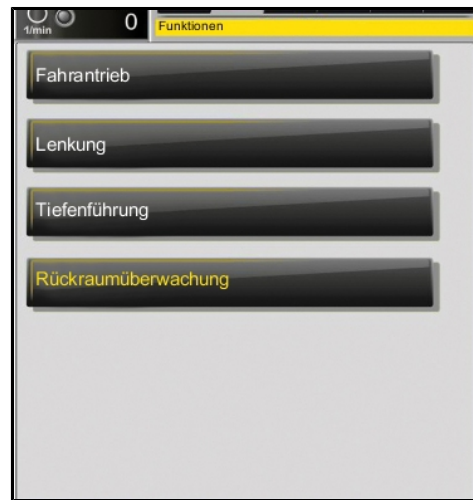 1/min
0
Funktionen
Fahrantrieb
Lenkung
Tiefenführung
Rückraumüberwachung